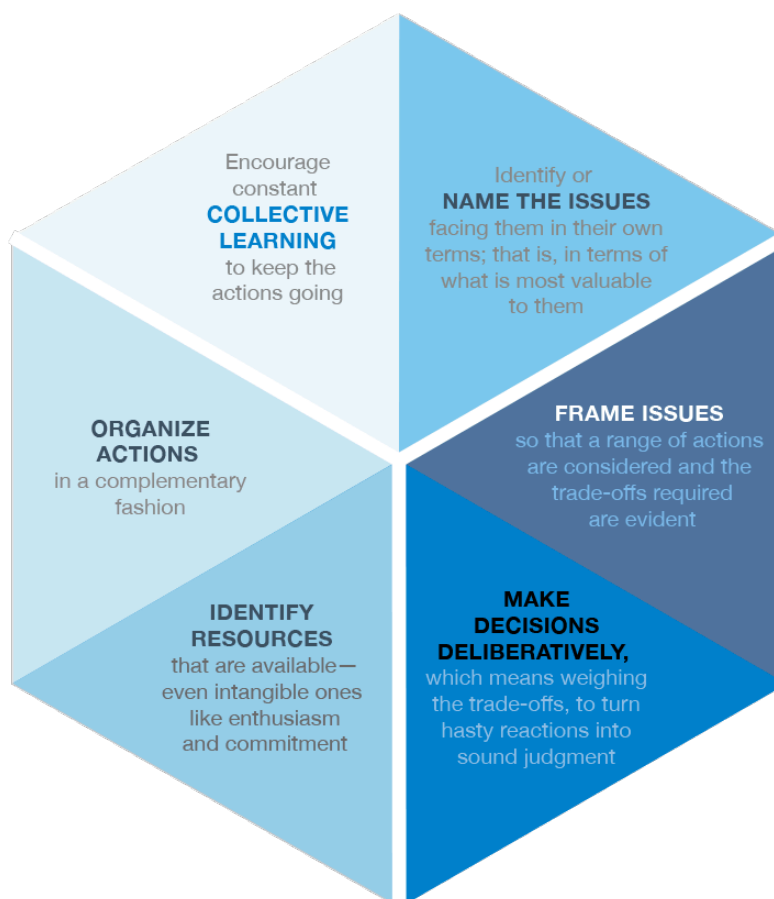 Encourage
constant
COLLECTIVE
LEARNING
to keep the
actions going
Identify or
NAME THE ISSUES
facing them in their own
terms; that is, in terms of
what is most valuable
to them
FRAME ISSUES
so that a range of actions
are considered and the
trade-offs required
are evident
MAKE
DECISIONS
DELIBERATIVELY,
which means weighing
the trade-offs, to turn
hasty reactions into
sound judgment
IDENTIFY
RESOURCES
that are available—
even intangible ones
like enthusiasm
and commitment
ORGANIZE
ACTIONS
in a complementary
fashion